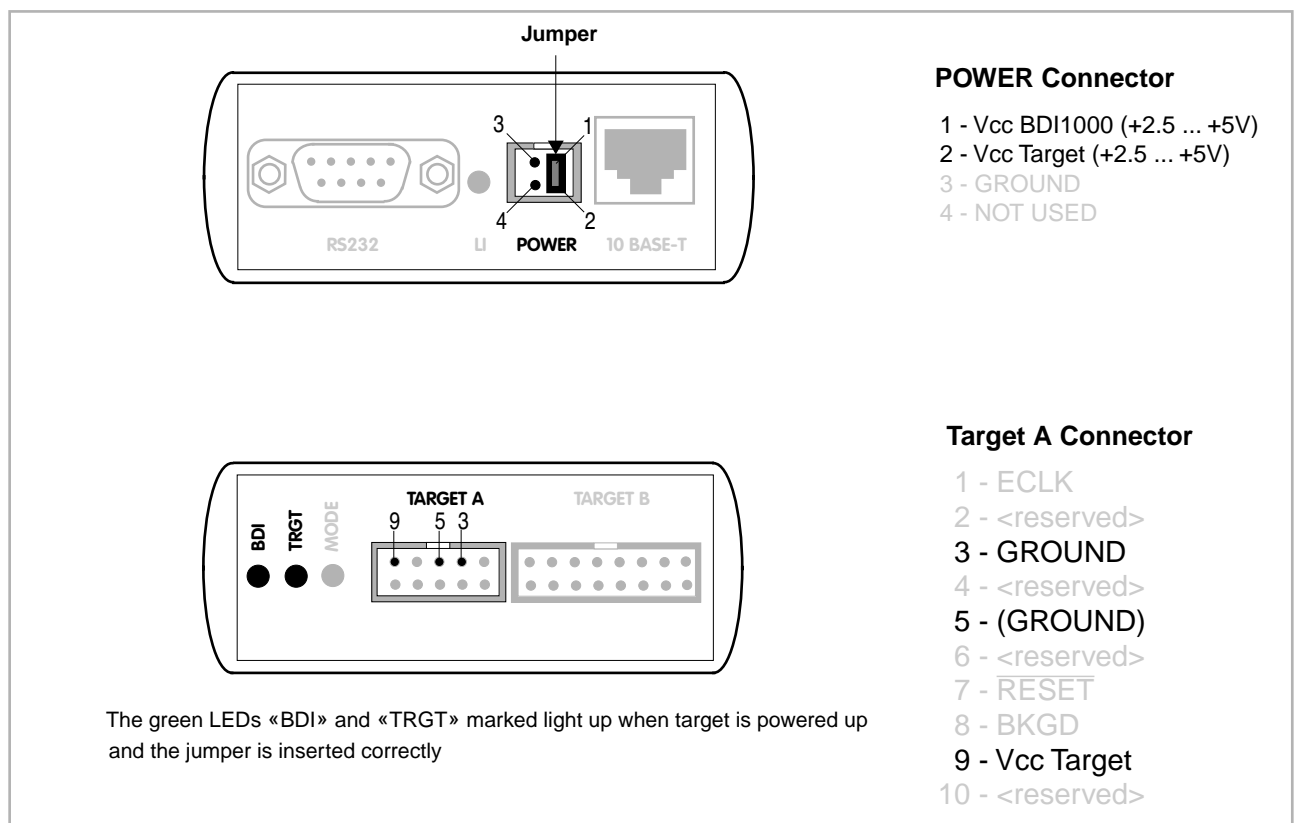 Jumper
3
1
4
2
RS232
LI
POWER
10 BASE-T
POWER Connector
1 - Vcc BDI1000 (+2.5 ... +5V)
2 - Vcc Target (+2.5 ... +5V)
3 - GROUND
4 - NOT USED
BDI
TRGT
MODE
TARGET A
TARGET B
9 5 3
The green LEDs «BDI» and «TRGT» marked light up when target is powered up
and the jumper is inserted correctly
Target A Connector
1 - ECLK
2 - <reserved>
3 - GROUND
4 - <reserved>
5 - (GROUND)
6 - <reserved>
7 - R̅E̅S̅E̅T̅
8 - BKGD
9 - Vcc Target
10 - <reserved>